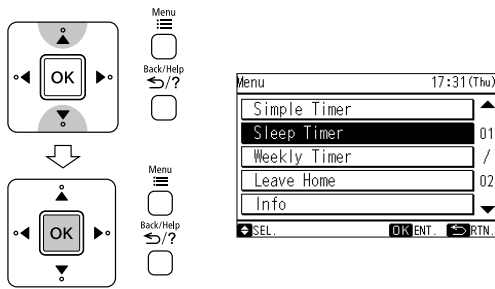 Menu
OK
Back/Help
/?
Menu
OK
Back/Help
/?
Menu 17:31(Thu)
Simple Timer
Sleep Timer 01
Weekly Timer /
Leave Home 02
Info
SEL. OK ENT. RTN.